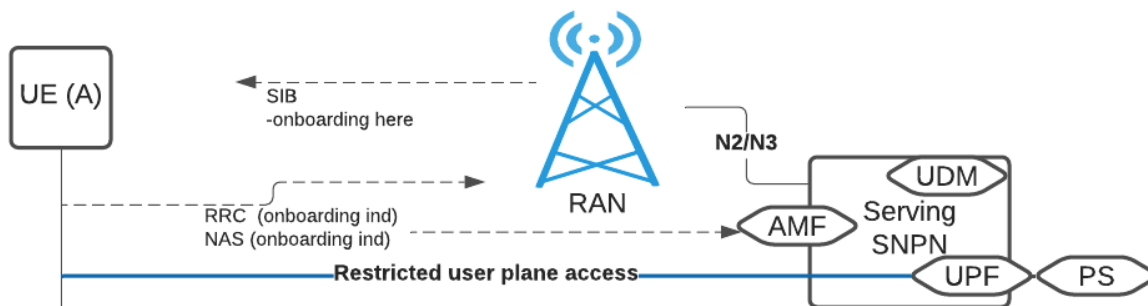 UE (A)
SIB
-onboarding here
N2/N3
RAN
UDM
Serving
SNPN
AMF
RRC  (onboarding ind)
NAS (onboarding ind)
Restricted user plane access
UPF
PS